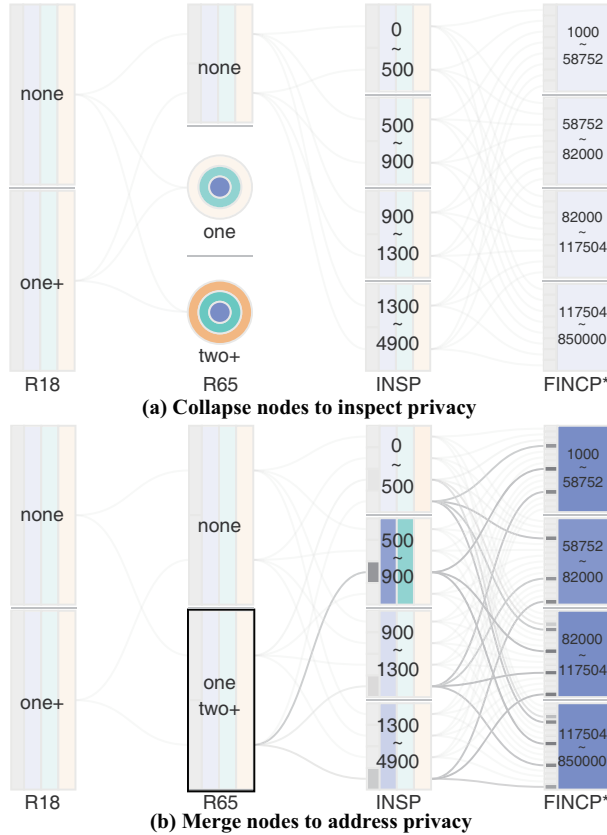 none
one+
R18
none
one
two+
R65
0
~
500
500
~
900
900
~
1300
1300
~
4900
INSP
1000
~
58752
58752
~
82000
82000
~
117504
117504
~
850000
FINCP*
(a) Collapse nodes to inspect privacy
none
one+
R18
none
one
two+
R65
0
~
500
500
~
900
900
~
1300
1300
~
4900
INSP
1000
~
58752
58752
~
82000
82000
~
117504
117504
~
850000
FINCP*
(b) Merge nodes to address privacy